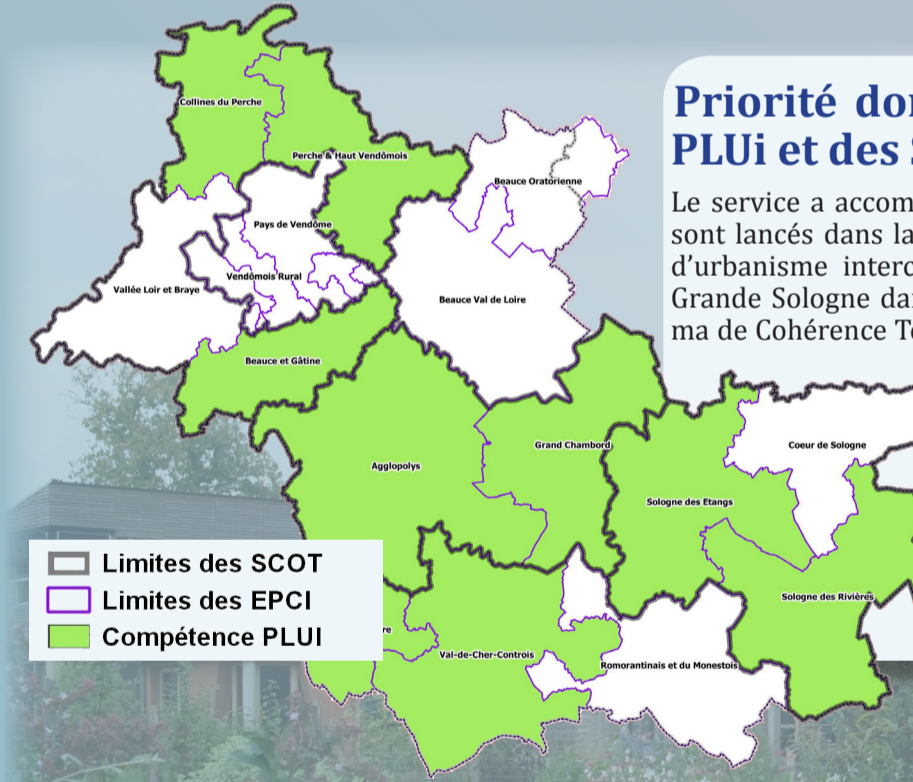 Collines du Perche
Perche & Haut Vendômois
Beauce Oratorienne
Pays de Vendôme
Vendômois Rural
Vallée Loir et Braye
Beauce Val de Loire
Beauce et Gâtine
Agglopolys
Grand Chambord
Coeur de Sologne
Sologne des Etangs
Sologne des Rivières
re
Val-de-Cher-Controis
Romorantinais et du Monestois
Limites des SCOT
Limites des EPCI
Compétence PLUI
Priorité dor
PLUi et des
Le service a accom
sont lancés dans la
d'urbanisme interc
Grande Sologne da
ma de Cohérence T